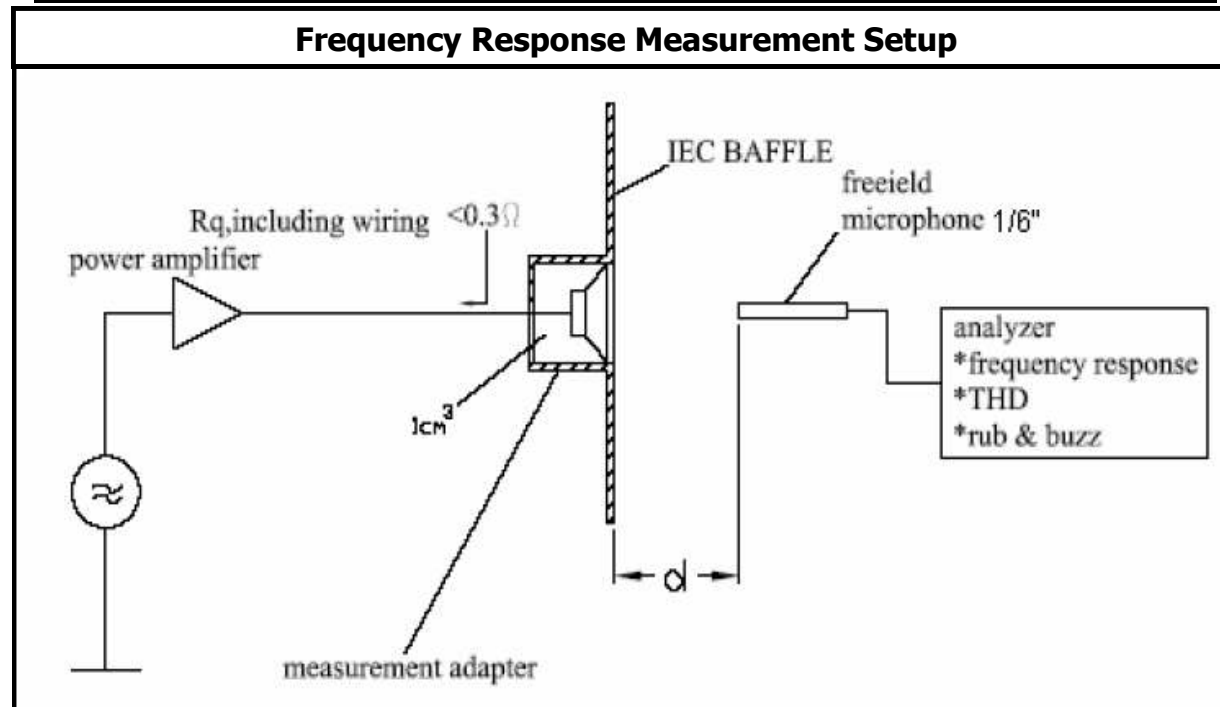 Frequency Response Measurement Setup
IEC BAFFLE
freeield
microphone 1/6"
Rq,including wiring <0.3Ω
power amplifier
analyzer
*frequency response
*THD
*rub & buzz
1cm³
d
measurement adapter